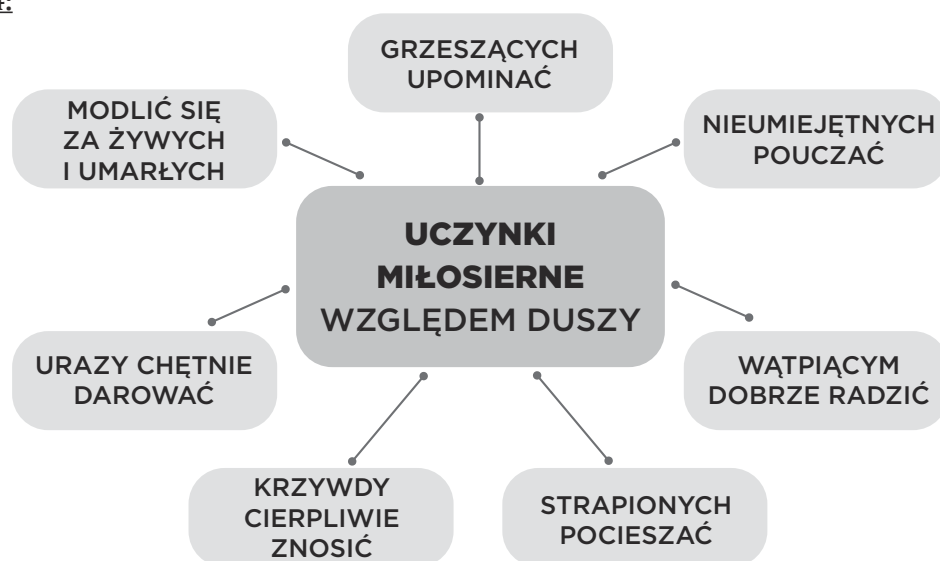 GRZESZĄCYCH
UPOMINAĆ
MODLIĆ SIĘ
ZA ŻYWYCH
I UMARŁYCH
NIEUMIEJĘTNYCH
POUCZAĆ
UCZYNKI
MIŁOSIERNE
WZGLĘDEM DUSZY
URAZY CHĘTNIE
DAROWAĆ
WĄTPIĄCYM
DOBRZE RADZIĆ
KRZYWDY
CIERPLIWIE
ZNOSIĆ
STRAPIONYCH
POCIESZAĆ